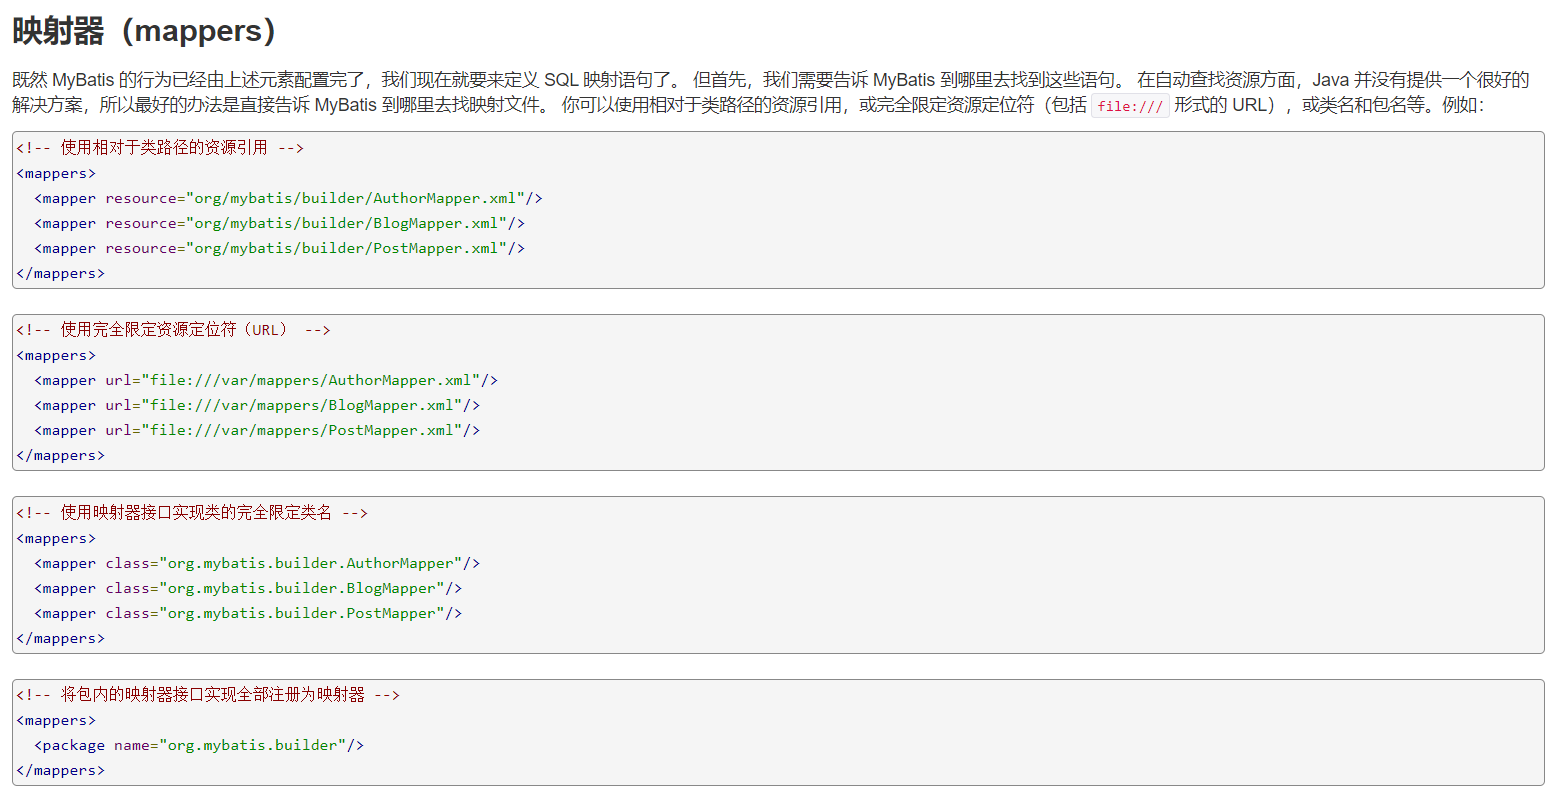 映射器（mappers）
既然 MyBatis 的行为已经由上述元素配置完了，我们现在就要来定义 SQL 映射语句了。 但首先，我们需要告诉 MyBatis 到哪里去找到这些语句。 在自动查找资源方面，Java 并没有提供一个很好的
解决方案，所以最好的办法是直接告诉 MyBatis 到哪里去找映射文件。 你可以使用相对于类路径的资源引用，或完全限定资源定位符（包括 file:/// 形式的 URL），或类名和包名等。例如：
<!-- 使用相对于类路径的资源引用 -->
<mappers>
  <mapper resource="org/mybatis/builder/AuthorMapper.xml"/>
  <mapper resource="org/mybatis/builder/BlogMapper.xml"/>
  <mapper resource="org/mybatis/builder/PostMapper.xml"/>
</mappers>
<!-- 使用完全限定资源定位符（URL） -->
<mappers>
  <mapper url="file:///var/mappers/AuthorMapper.xml"/>
  <mapper url="file:///var/mappers/BlogMapper.xml"/>
  <mapper url="file:///var/mappers/PostMapper.xml"/>
</mappers>
<!-- 使用映射器接口实现类的完全限定类名 -->
<mappers>
  <mapper class="org.mybatis.builder.AuthorMapper"/>
  <mapper class="org.mybatis.builder.BlogMapper"/>
  <mapper class="org.mybatis.builder.PostMapper"/>
</mappers>
<!-- 将包内的映射器接口实现全部注册为映射器 -->
<mappers>
  <package name="org.mybatis.builder"/>
</mappers>